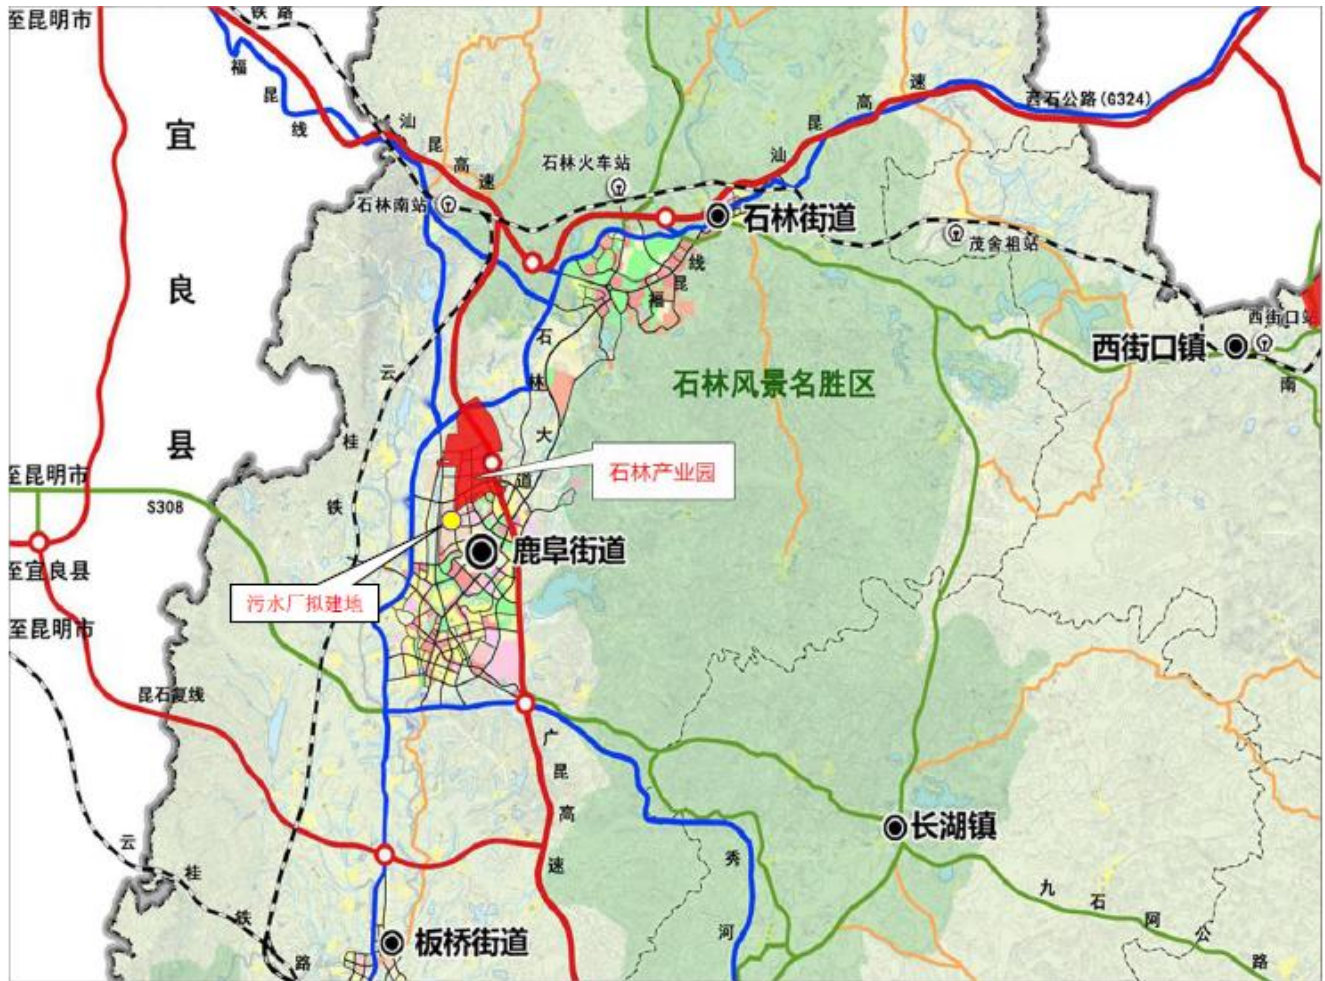 至昆明市
铁路
福昆线
宜良县
汕昆高速
石林火车站
石林南站
汕昆高速
西石公路(G324)
石林街道
茂舍祖站
福昆线
西街口站
西街口镇
南
石林大道
云桂铁
石林风景名胜区
石林产业园
至昆明市
S308
鹿阜街道
至宜良县
污水厂拟建地
至昆明市
昆石复线
广昆高速
长湖镇
秀河
九石阿公路
云桂铁路
板桥街道